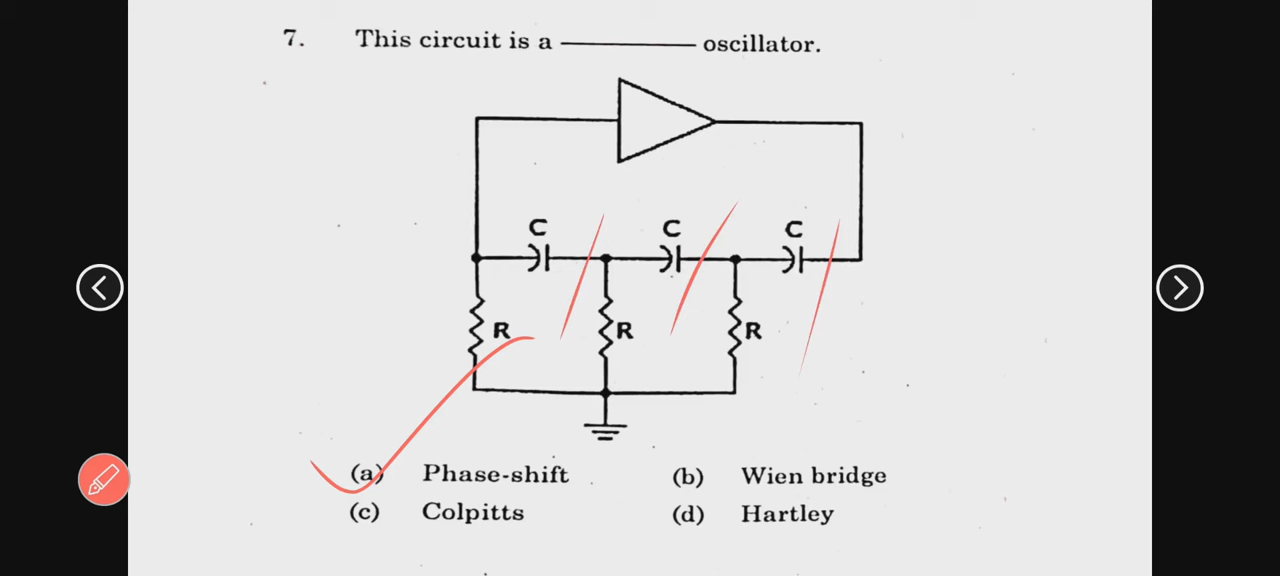 7. This circuit is a ________ oscillator.
C C C
R R R
(a) Phase-shift (b) Wien bridge
(c) Colpitts (d) Hartley